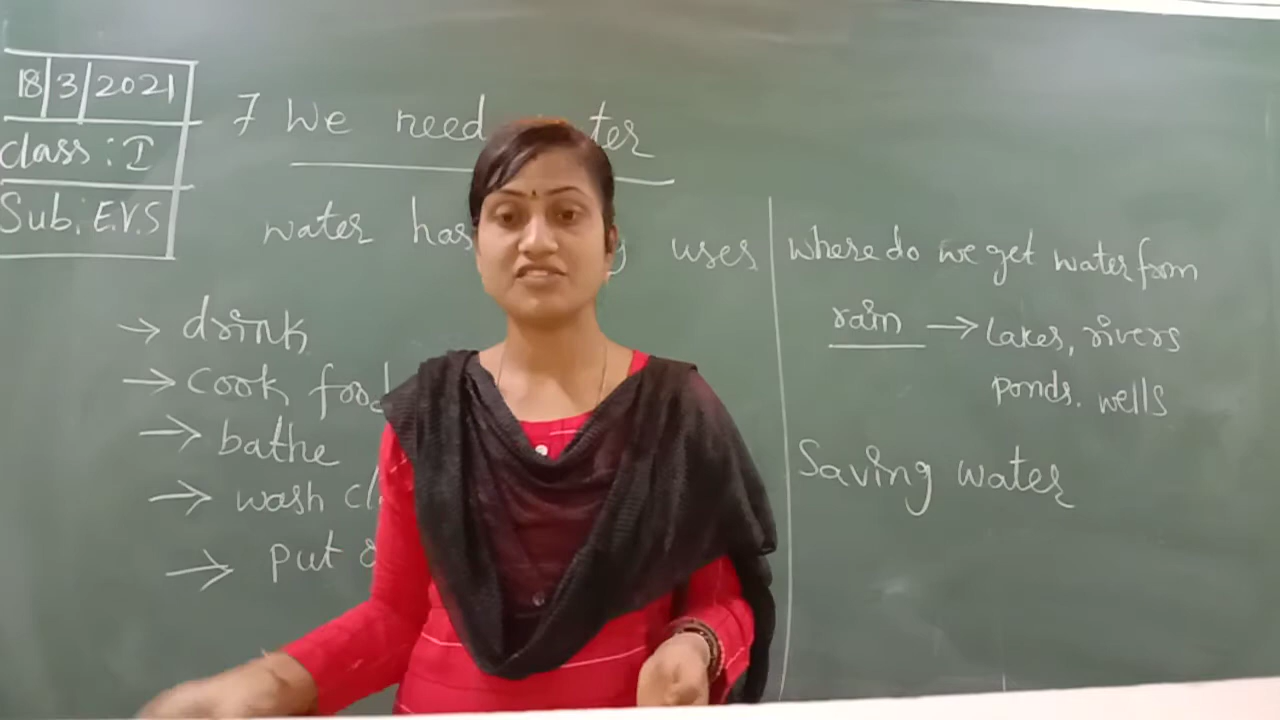 18/3/2021
class: I
Sub: E.V.S
7 We need
water has uses
→ drink
→ cook food
→ bathe
→ wash
→ put
where do we get water from
rain → Lakes, rivers
ponds. wells
Saving water